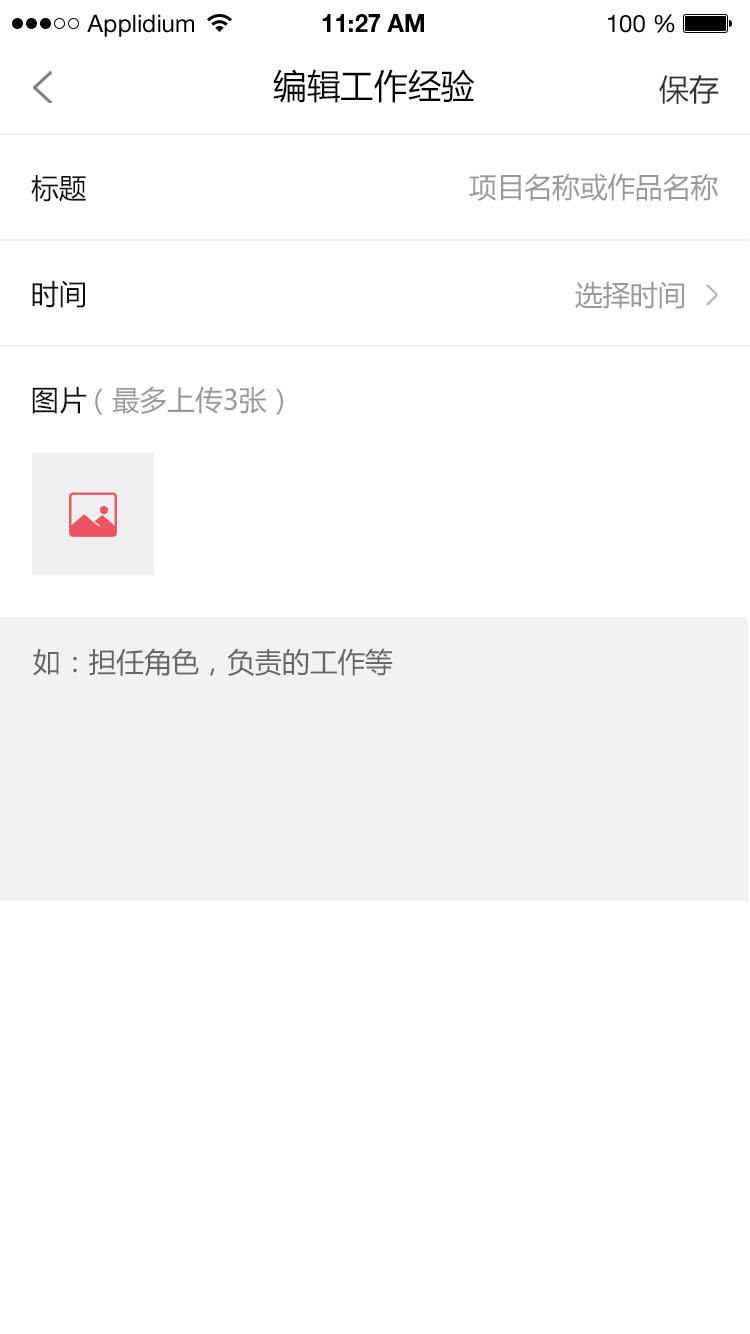 Applidium 11:27 AM 100 %
编辑工作经验 保存
标题 项目名称或作品名称
时间 选择时间
图片（最多上传3张）
如：担任角色，负责的工作等